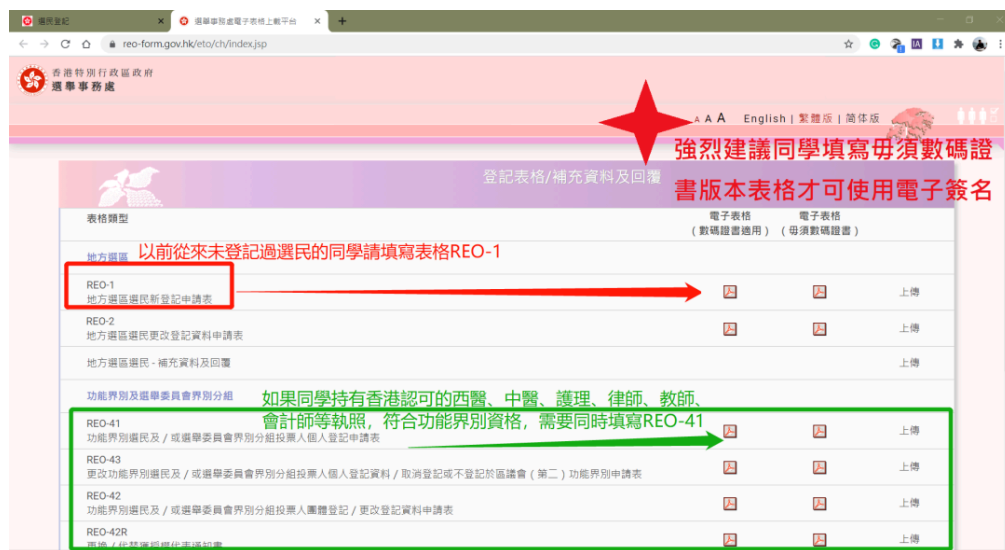 選民登記
選舉事務處電子表格上載平台
reo-form.gov.hk/eto/ch/index.jsp
香港特別行政區政府
選舉事務處
A A A English | 繁體版 | 简体版
強烈建議同學填寫毋須數碼證
書版本表格才可使用電子簽名
登記表格/補充資料及回覆
表格類型 電子表格 電子表格
(數碼證書適用) (毋須數碼證書)
地方選區 以前從來未登記過選民的同學請填寫表格REO-1
REO-1
地方選區選民新登記申請表 上傳
REO-2
地方選區選民更改登記資料申請表 上傳
地方選區選民 - 補充資料及回覆 上傳
功能界別及選舉委員會界別分組 如果同學持有香港認可的西醫、中醫、護理、律師、教師、
會計師等執照，符合功能界別資格，需要同時填寫REO-41
REO-41
功能界別選民及 / 或選舉委員會界別分組投票人個人登記申請表 上傳
REO-43
更改功能界別選民及 / 或選舉委員會界別分組投票人個人登記資料 / 取消登記或不登記於區議會 ( 第二 ) 功能界別申請表 上傳
REO-42
功能界別選民及 / 或選舉委員會界別分組投票人團體登記 / 更改登記資料申請表 上傳
REO-42R
更換 / 代替獲授權代表通知書 上傳